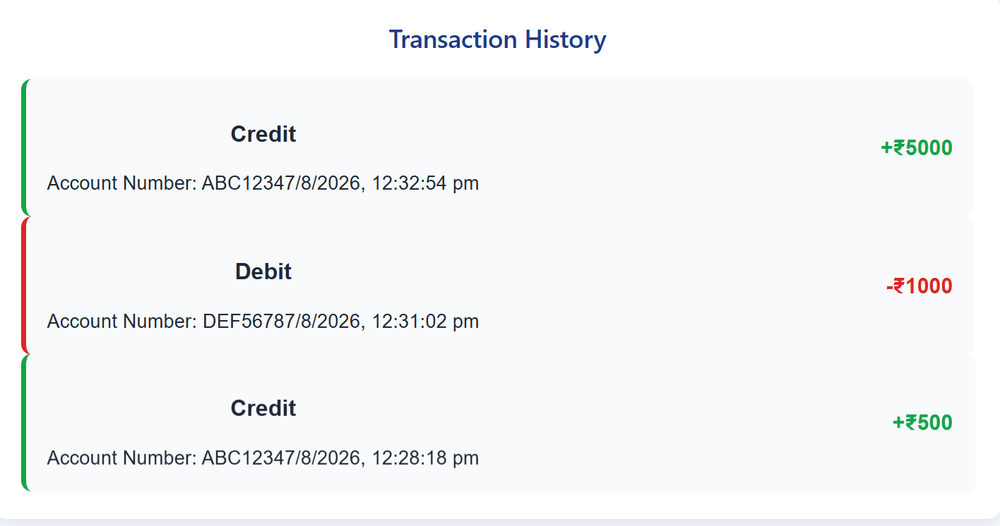 Transaction History
Credit
+₹5000
Account Number: ABC12347/8/2026, 12:32:54 pm
Debit
-₹1000
Account Number: DEF56787/8/2026, 12:31:02 pm
Credit
+₹500
Account Number: ABC12347/8/2026, 12:28:18 pm